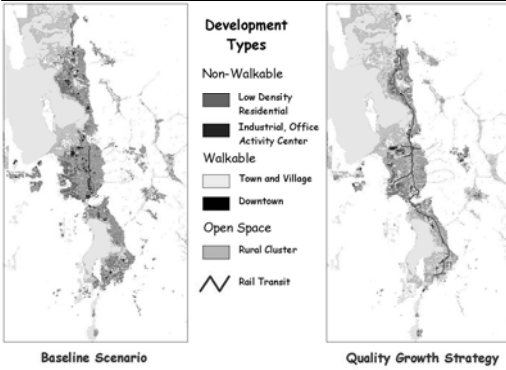 Development
Types
Non-Walkable
Low Density
Residential
Industrial, Office
Activity Center
Walkable
Town and Village
Downtown
Open Space
Rural Cluster
Rail Transit
Baseline Scenario
Quality Growth Strategy